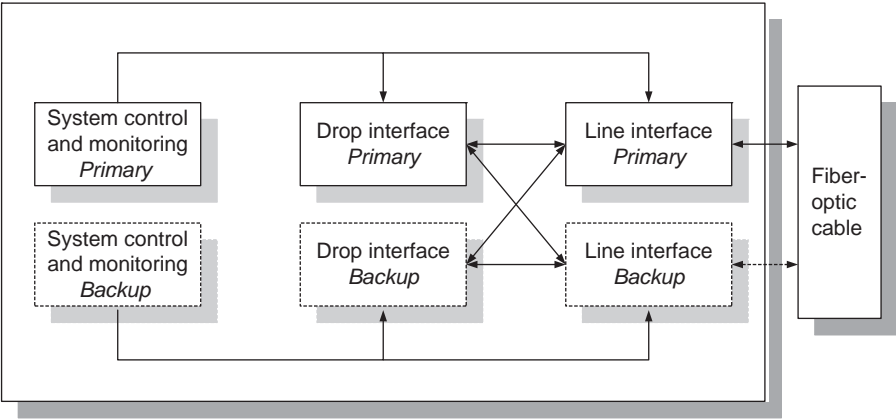 System control
and monitoring
Primary
Drop interface
Primary
Line interface
Primary
System control
and monitoring
Backup
Drop interface
Backup
Line interface
Backup
Fiber-
optic
cable